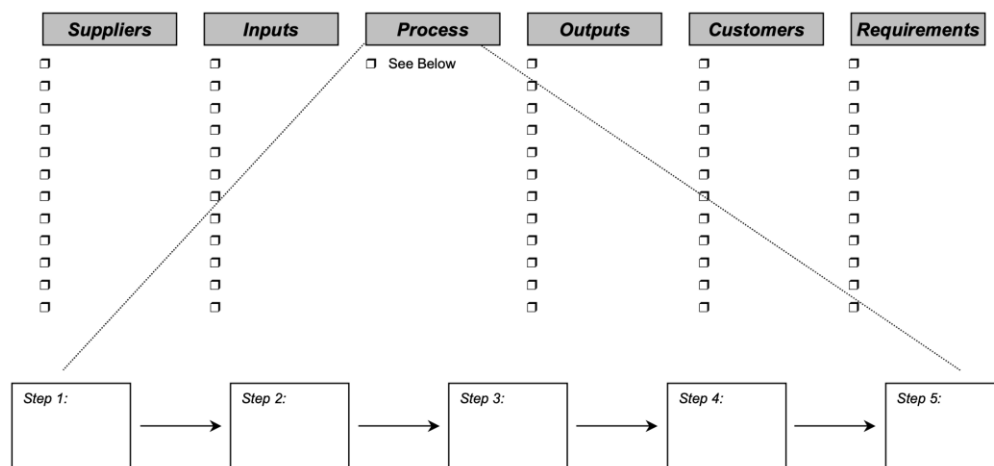 Suppliers Inputs Process Outputs Customers Requirements
See Below
Step 1: Step 2: Step 3: Step 4: Step 5: